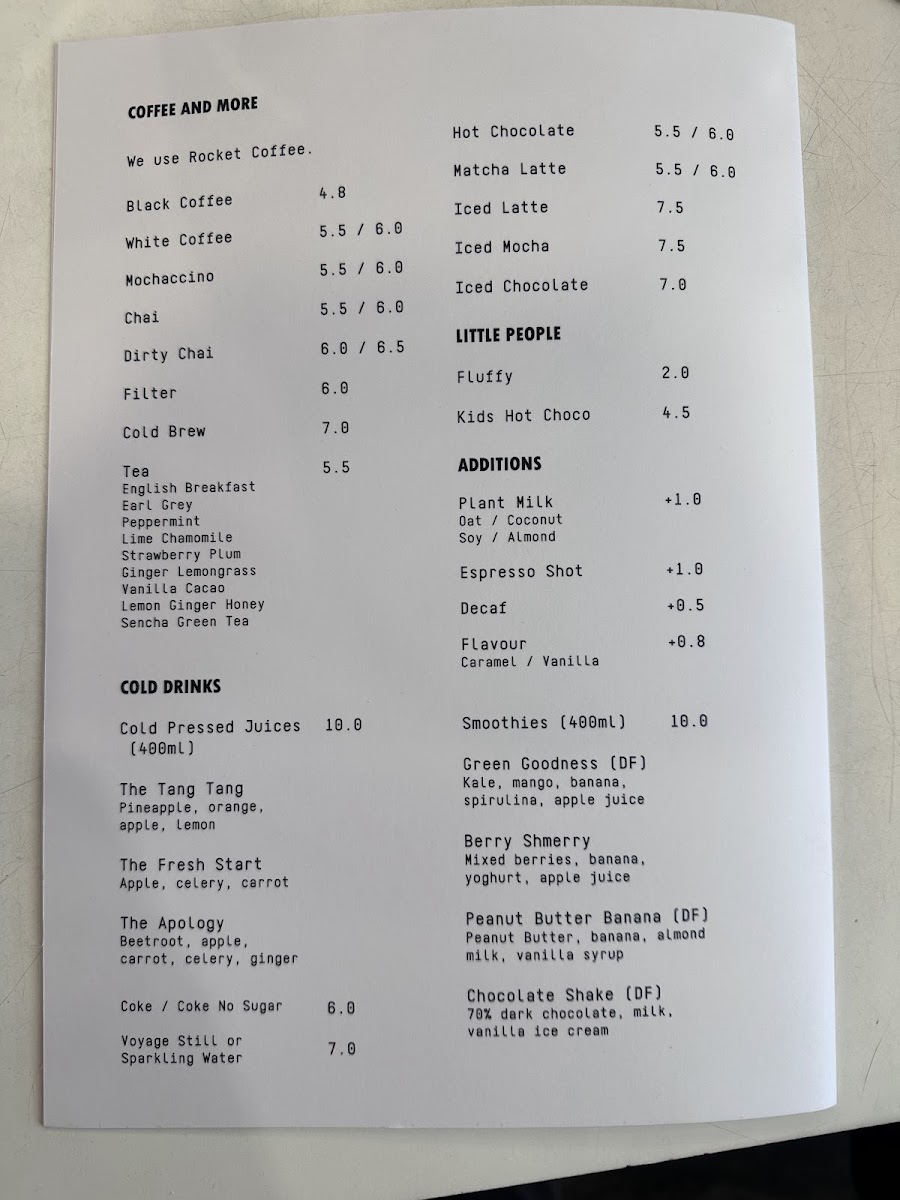 COFFEE AND MORE
We use Rocket Coffee.
Black Coffee 4.8
White Coffee 5.5 / 6.0
Mochaccino 5.5 / 6.0
Chai 5.5 / 6.0
Dirty Chai 6.0 / 6.5
Filter 6.0
Cold Brew 7.0
Tea 5.5
English Breakfast
Earl Grey
Peppermint
Lime Chamomile
Strawberry Plum
Ginger Lemongrass
Vanilla Cacao
Lemon Ginger Honey
Sencha Green Tea
Hot Chocolate 5.5 / 6.0
Matcha Latte 5.5 / 6.0
Iced Latte 7.5
Iced Mocha 7.5
Iced Chocolate 7.0
LITTLE PEOPLE
Fluffy 2.0
Kids Hot Choco 4.5
ADDITIONS
Plant Milk +1.0
Oat / Coconut
Soy / Almond
Espresso Shot +1.0
Decaf +0.5
Flavour +0.8
Caramel / Vanilla
COLD DRINKS
Cold Pressed Juices 10.0
(400ml)
The Tang Tang
Pineapple, orange,
apple, lemon
The Fresh Start
Apple, celery, carrot
The Apology
Beetroot, apple,
carrot, celery, ginger
Coke / Coke No Sugar 6.0
Voyage Still or
Sparkling Water 7.0
Smoothies (400ml) 10.0
Green Goodness (DF)
Kale, mango, banana,
spirulina, apple juice
Berry Shmerry
Mixed berries, banana,
yoghurt, apple juice
Peanut Butter Banana (DF)
Peanut Butter, banana, almond
milk, vanilla syrup
Chocolate Shake (DF)
70% dark chocolate, milk,
vanilla ice cream